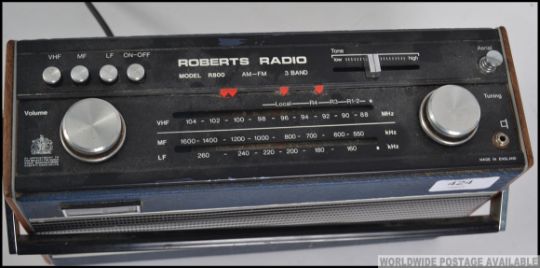 VHF MF LF ON-OFF
ROBERTS RADIO
MODEL R800 AM-FM 3 BAND
Tone
low high
Aerial
Volume
Local R4 R3 R1-2
Tuning
VHF 104 - 102 - 100 - 98 - 96 - 94 - 92 - 90 - 88 MHz
MF 1600-1400 1200-1000 - 800 - 700 - 600 - 550 kHz
LF 260 - 240 - 220 - 200 - 180 - 160 kHz
MADE IN ENGLAND
424
WORLDWIDE POSTAGE AVAILABLE